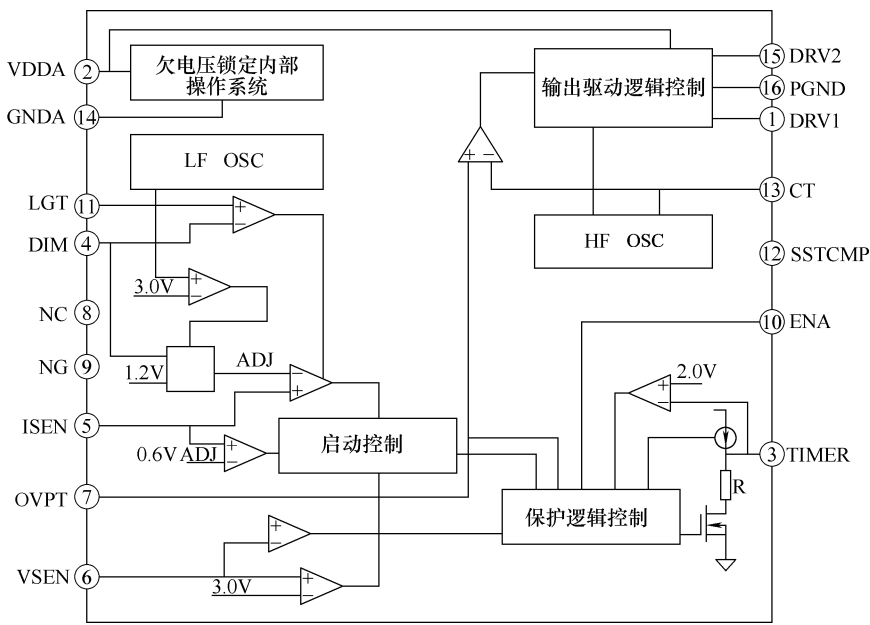 VDDA 2
欠电压锁定内部
操作系统
15 DRV2
输出驱动逻辑控制
16 PGND
GNDA 14
1 DRV1
+ −
LF OSC
13 CT
LGT 11
+
−
DIM 4
HF OSC
12 SSTCMP
+
3.0V −
NC 8
10 ENA
NG 9
ADJ
1.2V
−
+
2.0V
+
−
ISEN 5
启动控制
+
0.6V ADJ −
3 TIMER
R
OVPT 7
保护逻辑控制
+
−
VSEN 6
3.0V
+
−